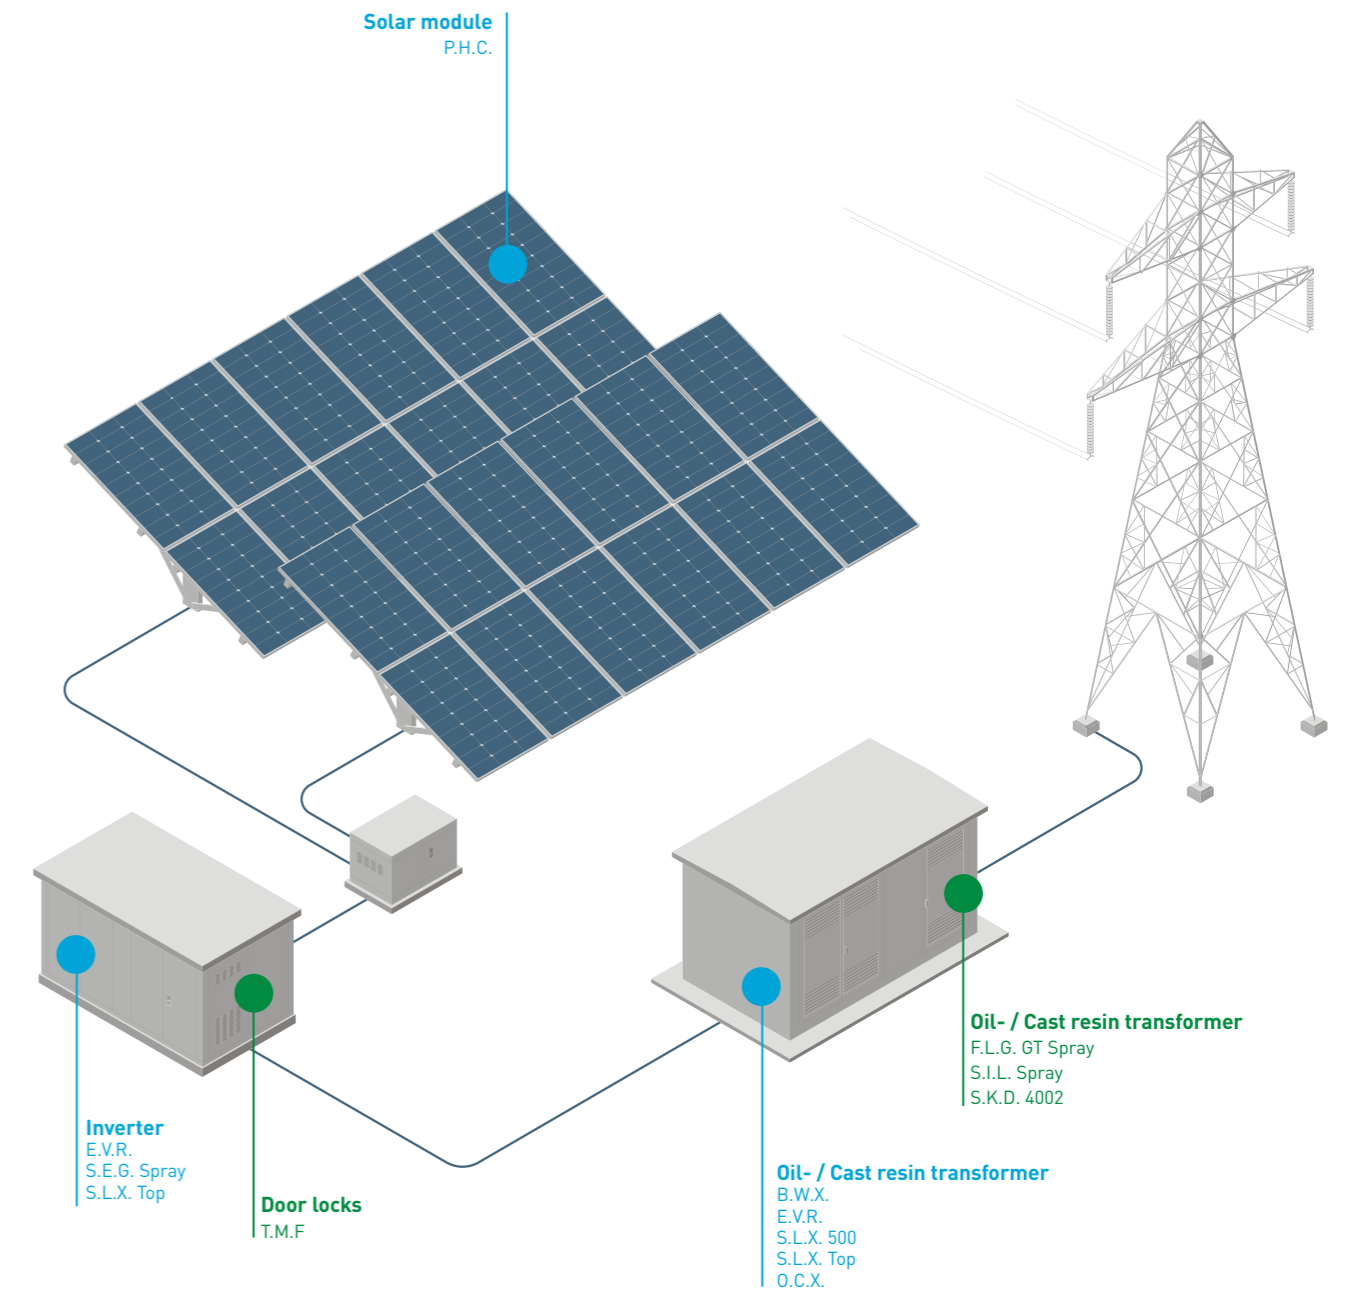 Solar module
P.H.C.
Oil- / Cast resin transformer
F.L.G. GT Spray
S.I.L. Spray
S.K.D. 4002
Inverter
E.V.R.
S.E.G. Spray
S.L.X. Top
Door locks
T.M.F
Oil- / Cast resin transformer
B.W.X.
E.V.R.
S.L.X. 500
S.L.X. Top
O.C.X.